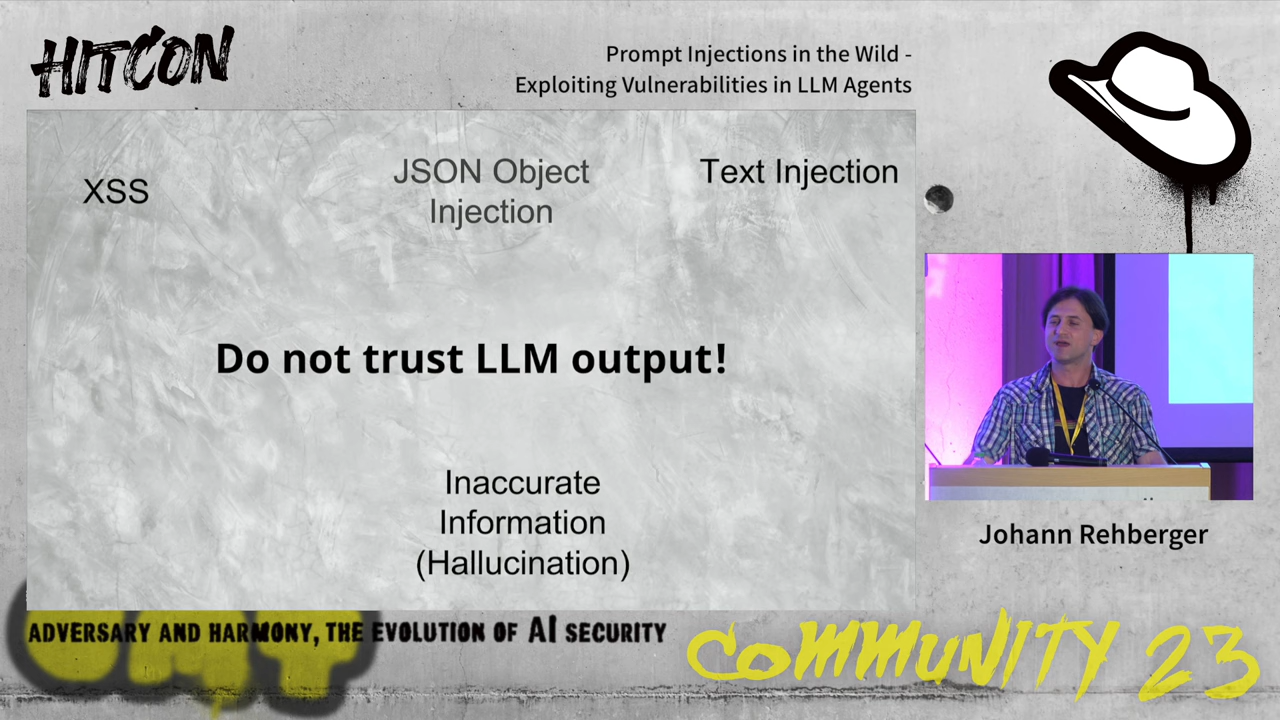 HITCON
Prompt Injections in the Wild -
Exploiting Vulnerabilities in LLM Agents
XSS
JSON Object
Injection
Text Injection
Do not trust LLM output!
Inaccurate
Information
(Hallucination)
Johann Rehberger
ADVERSARY AND HARMONY, THE EVOLUTION OF AI SECURITY
COMMUNITY 23